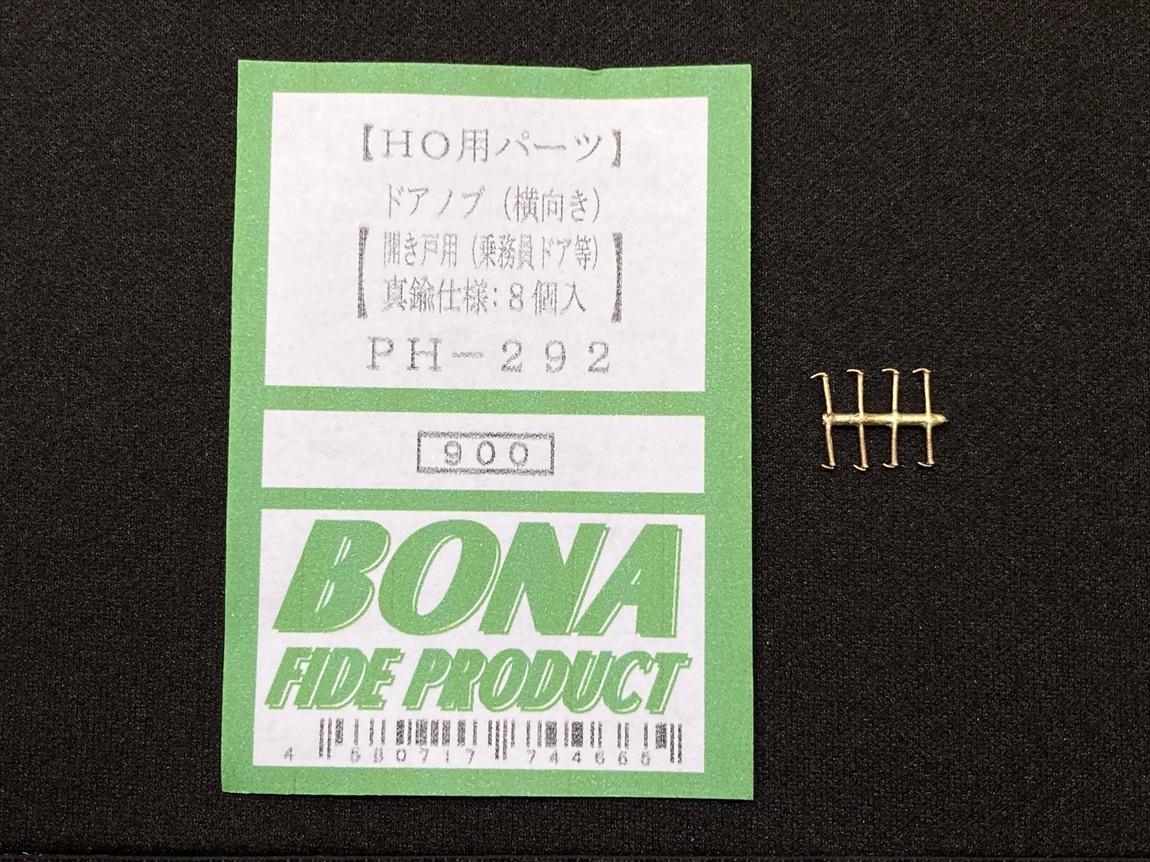 【HO用パーツ】
ドアノブ（横向き）
【開き戸用（乗務員ドア等）
真鍮仕様：8個入】
PH－292
900
BONA
FIDE PRODUCT
4 580717 744665